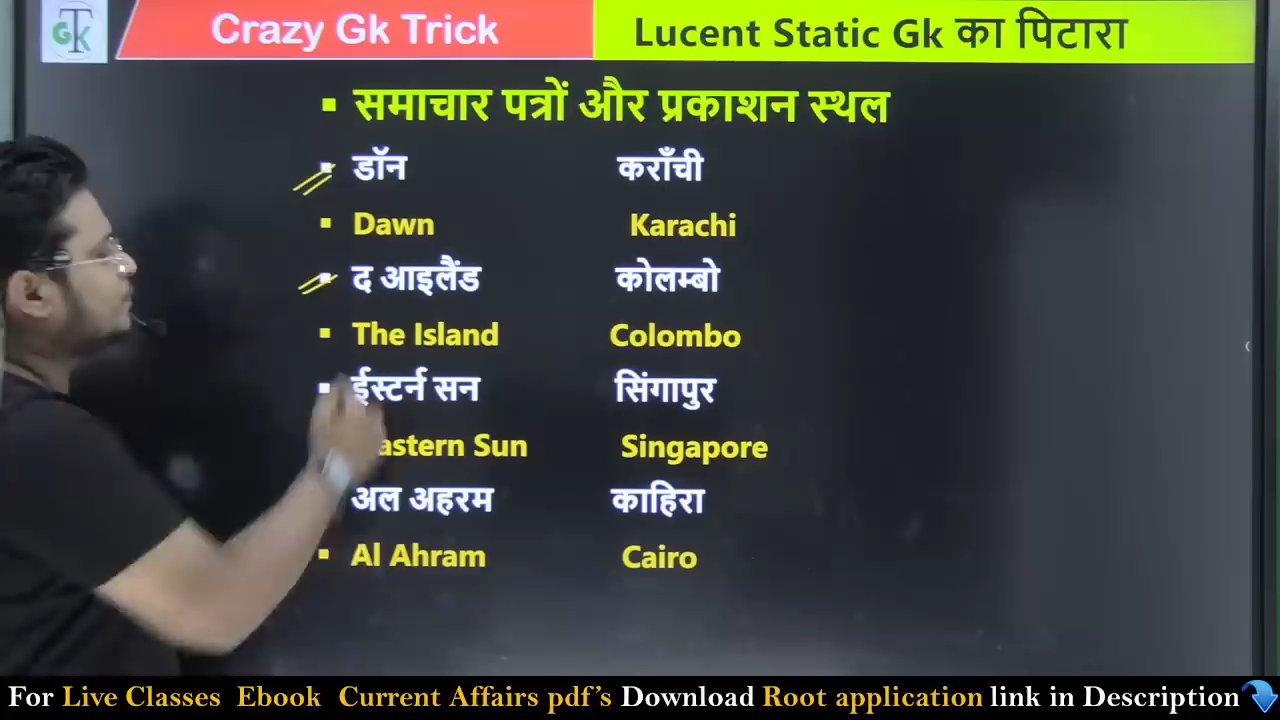 GTK
Crazy Gk Trick
Lucent Static Gk का पिटारा
▪ समाचार पत्रों और प्रकाशन स्थल
▪ डॉन कराँची
▪ Dawn Karachi
▪ द आइलैंड कोलम्बो
▪ The Island Colombo
▪ ईस्टर्न सन सिंगापुर
astern Sun Singapore
अल अहरम काहिरा
▪ Al Ahram Cairo
For Live Classes Ebook Current Affairs pdf’s Download Root application link in Description